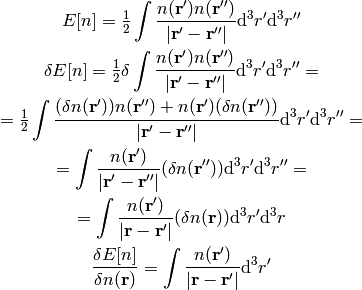 E[n] = ½ ∫ n(r′)n(r″)/|r′ − r″| d³r′d³r″
δE[n] = ½δ ∫ n(r′)n(r″)/|r′ − r″| d³r′d³r″ =
= ½ ∫ ((δn(r′))n(r″) + n(r′)(δn(r″)))/|r′ − r″| d³r′d³r″ =
= ∫ n(r′)/|r′ − r″| (δn(r″))d³r′d³r″ =
= ∫ n(r′)/|r − r′| (δn(r))d³r′d³r
δE[n]/δn(r) = ∫ n(r′)/|r − r′| d³r′